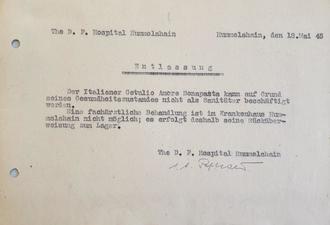 The D. P. Hospital Hummelshain Hummelshain, den 18.Mai 45
Entlassung
Der Italiener Getulio Amore Bonapasta kann auf Grund
seines Gesundheitszustandes nicht als Sanitäter beschäftigt
werden.
Eine fachärztliche Behandlung ist im Krankenhaus Hum-
melshain nicht möglich; es erfolgt deshalb seine Rücküber-
weisung zum Lager.
The D. P. Hospital Hummelshain